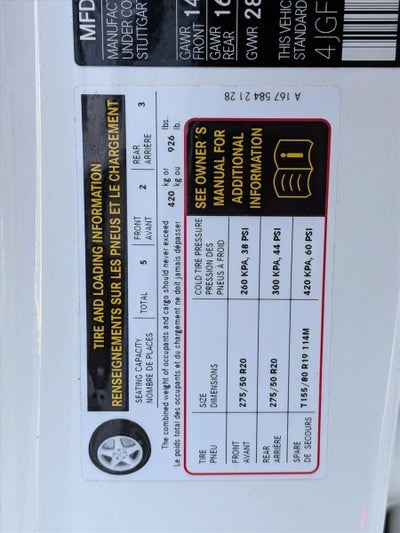 MFD
MANUFAC
UNDER CO
STUTTGAR
GAWR 14
FRONT
GAWR 16
REAR
GVWR 28
THIS VEHIC
STANDARD
4JGF
TIRE AND LOADING INFORMATION
RENSEIGNEMENTS SUR LES PNEUS ET LE CHARGEMENT
SEATING CAPACITY TOTAL 5 FRONT 2 REAR 3
NOMBRE DE PLACES AVANT ARRIÈRE
The combined weight of occupants and cargo should never exceed 420 kg or 926 lbs.
Le poids total des occupants et du chargement ne doit jamais dépasser kg ou lb.
TIRE SIZE COLD TIRE PRESSURE
PNEU DIMENSIONS PRESSION DES
PNEUS À FROID
FRONT 275/50 R20 260 KPA, 38 PSI
AVANT
REAR 275/50 R20 300 KPA, 44 PSI
ARRIÈRE
SPARE T155/80 R19 114M 420 KPA, 60 PSI
DE SECOURS
SEE OWNER'S
MANUAL FOR
ADDITIONAL
INFORMATION
A 167 584 21 28